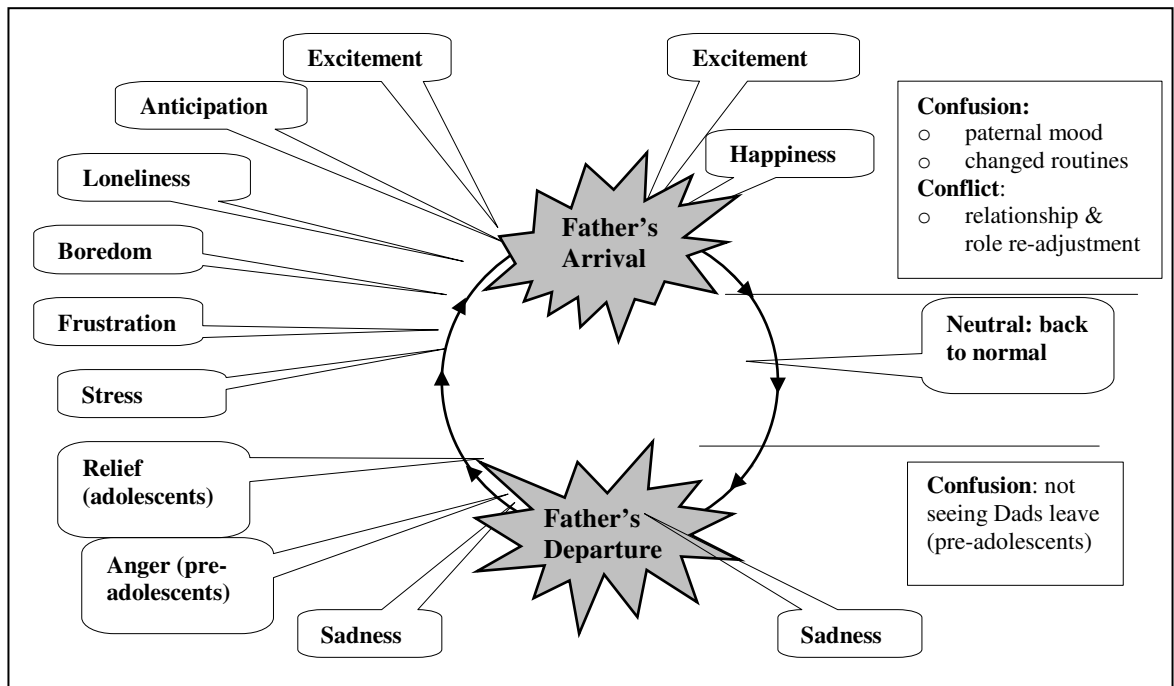 Excitement
Excitement
Anticipation
Confusion:
o paternal mood
o changed routines
Conflict:
o relationship &
role re-adjustment
Happiness
Loneliness
Father’s
Arrival
Boredom
Frustration
Neutral: back
to normal
Stress
Relief
(adolescents)
Confusion: not
seeing Dads leave
(pre-adolescents)
Father’s
Departure
Anger (pre-
adolescents)
Sadness
Sadness